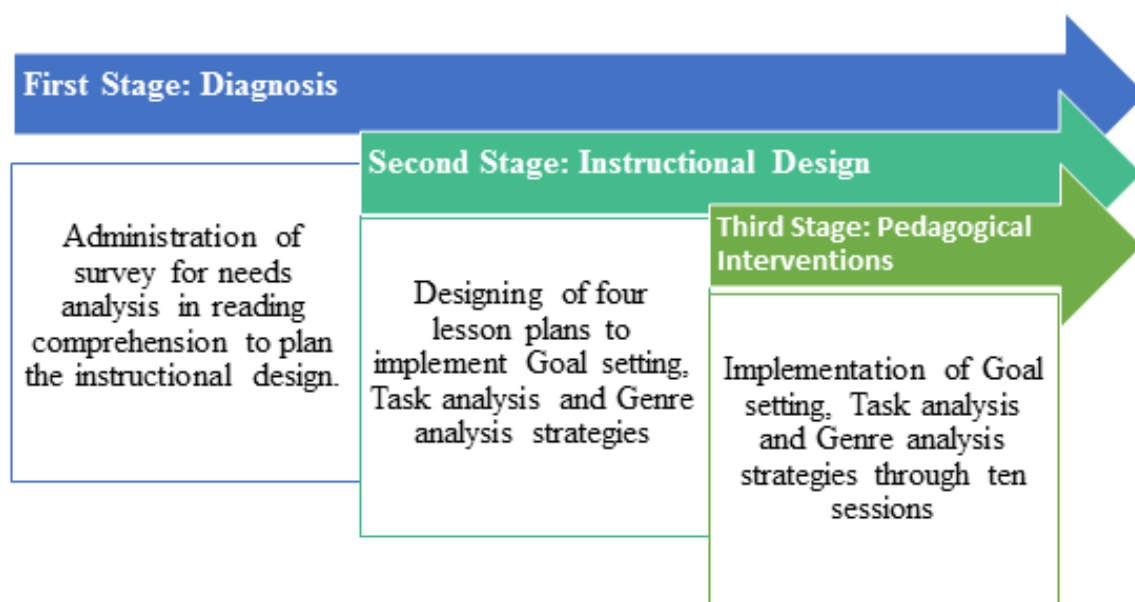 First Stage: Diagnosis
Administration of
survey for needs
analysis in reading
comprehension to plan
the instructional design.
Second Stage: Instructional Design
Designing of four
lesson plans to
implement Goal setting,
Task analysis and Genre
analysis strategies
Third Stage: Pedagogical
Interventions
Implementation of Goal
setting, Task analysis
and Genre analysis
strategies through ten
sessions